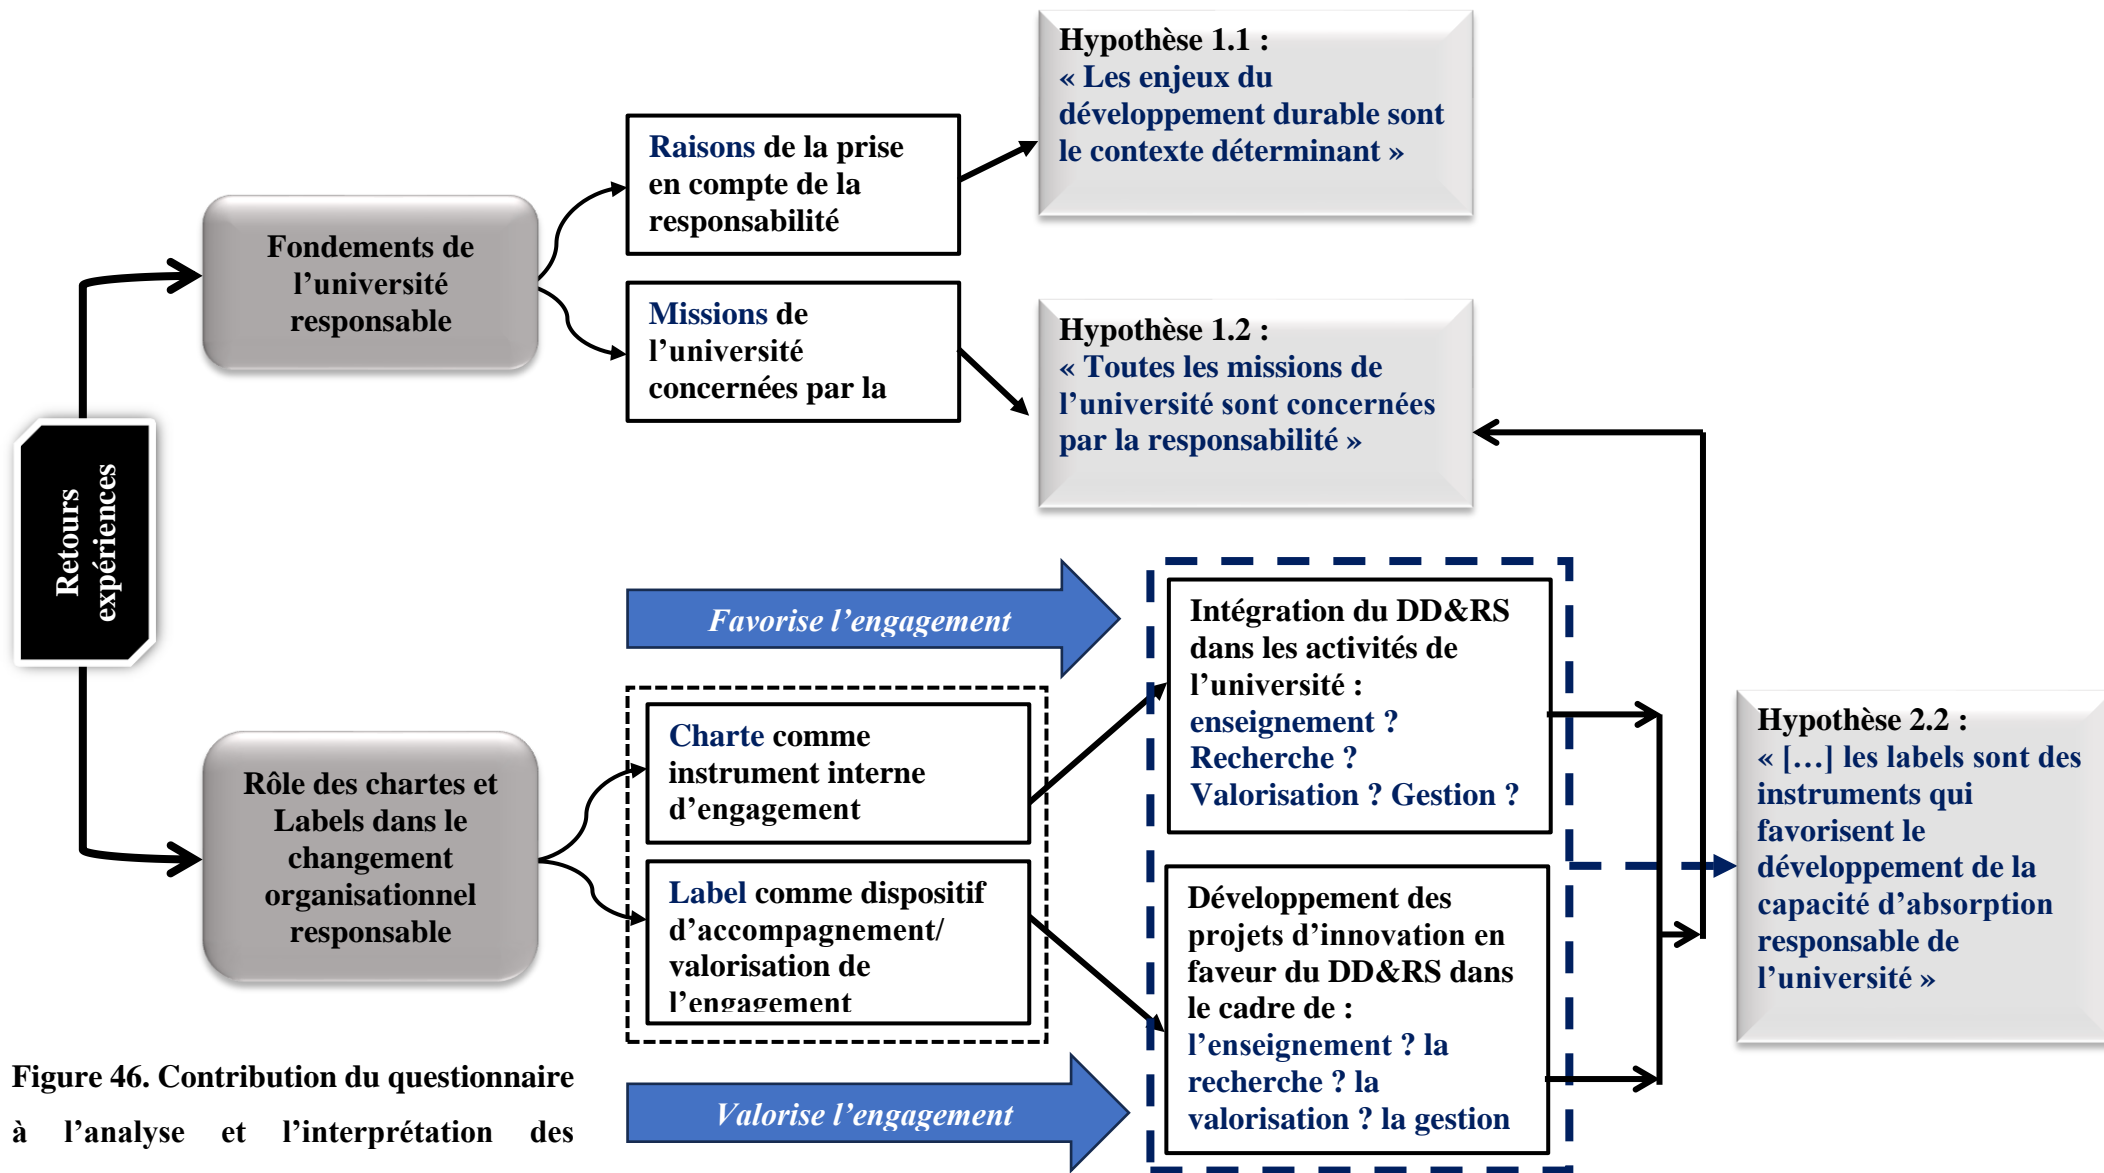 Hypothèse 1.1 :
« Les enjeux du
développement durable sont
le contexte déterminant »
Raisons de la prise
en compte de la
responsabilité
Fondements de
l’université
responsable
Missions de
l’université
concernées par la
Hypothèse 1.2 :
« Toutes les missions de
l’université sont concernées
par la responsabilité »
Retours
expériences
Favorise l’engagement
Intégration du DD&RS
dans les activités de
l’université :
enseignement ?
Recherche ?
Valorisation ? Gestion ?
Rôle des chartes et
Labels dans le
changement
organisationnel
responsable
Charte comme
instrument interne
d’engagement
Label comme dispositif
d’accompagnement/
valorisation de
l’engagement
Développement des
projets d’innovation en
faveur du DD&RS dans
le cadre de :
l’enseignement ? la
recherche ? la
valorisation ? la gestion
Hypothèse 2.2 :
« […] les labels sont des
instruments qui
favorisent le
développement de la
capacité d’absorption
responsable de
l’université »
Valorise l’engagement
Figure 46. Contribution du questionnaire
à l’analyse et l’interprétation des